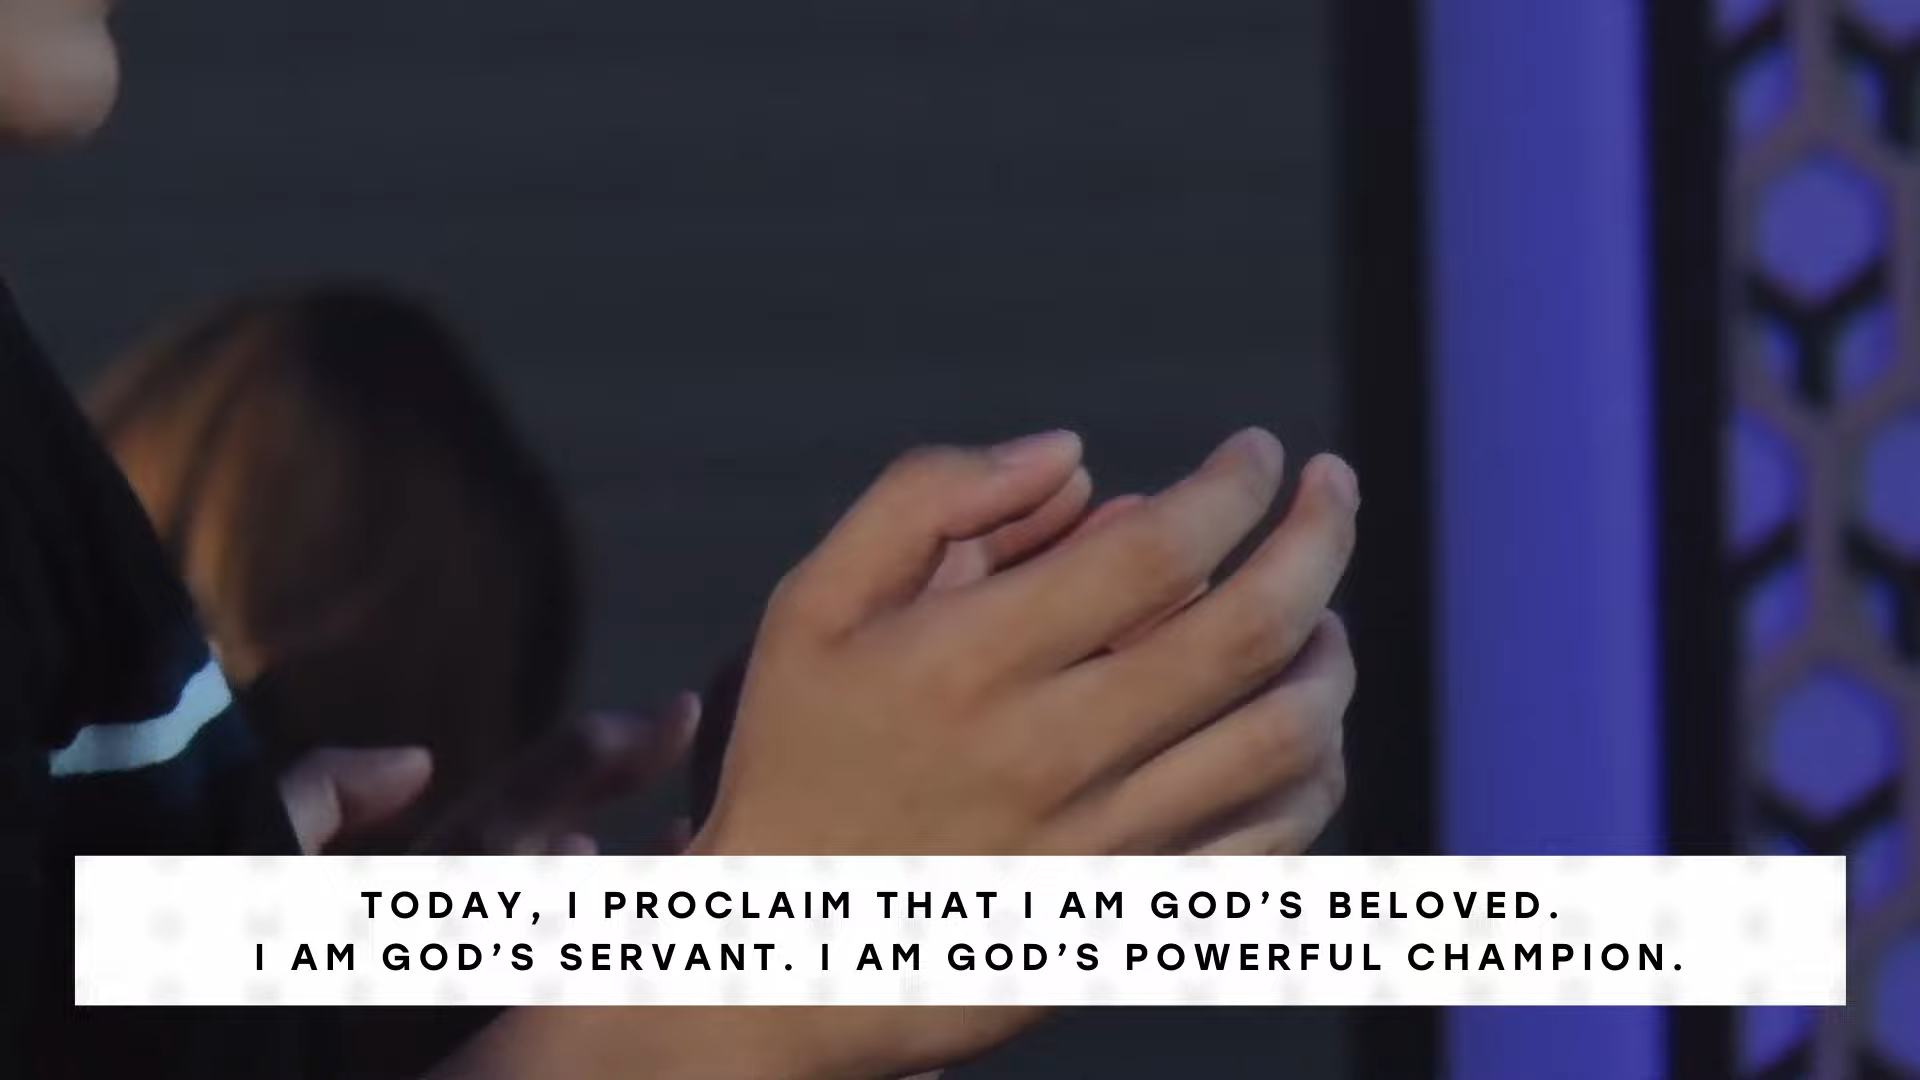 TODAY, I PROCLAIM THAT I AM GOD’S BELOVED.
I AM GOD’S SERVANT. I AM GOD’S POWERFUL CHAMPION.